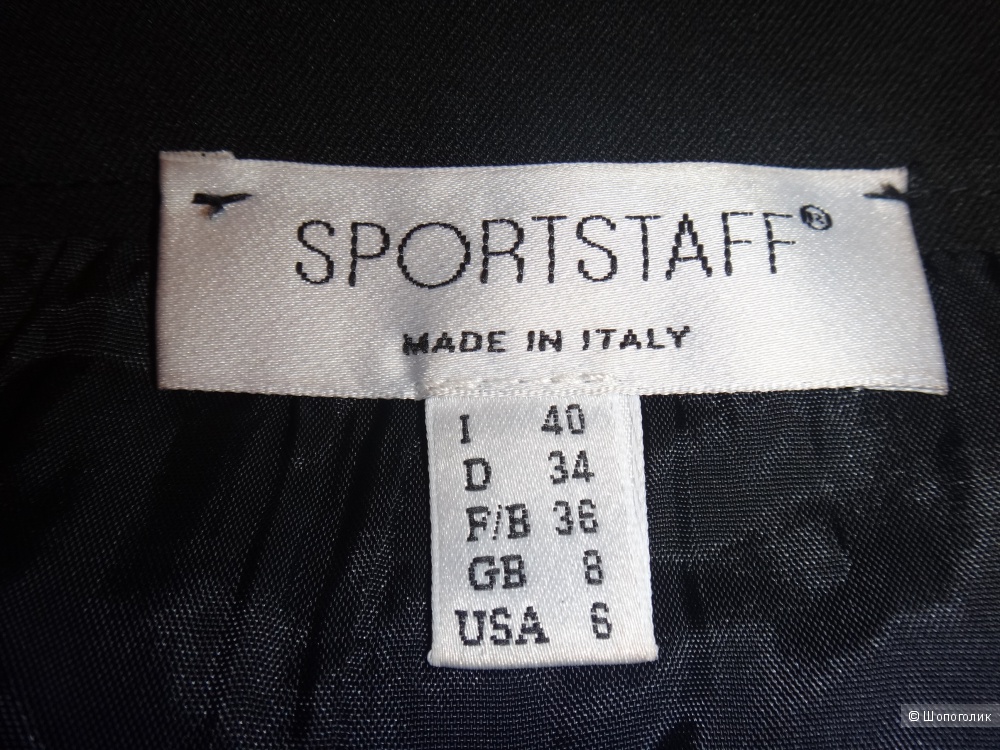 SPORTSTAFF®
MADE IN ITALY
I 40
D 34
F/B 36
GB 8
USA 6
© Шопоголик